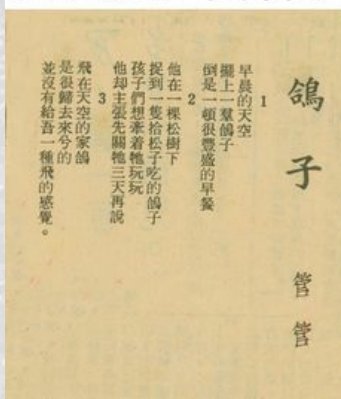 鴿子
管管
1
早晨的天空
擺上一羣鴿子
倒是一頓很豐盛的早餐
2
他在一棵松樹下
捉到一隻拾松子吃的鴿子
孩子們想牽着牠玩玩
他却主張先關牠三天再說
3
飛在天空的家鴿
是很歸去來兮的
並沒有給吾一種飛的感覺。